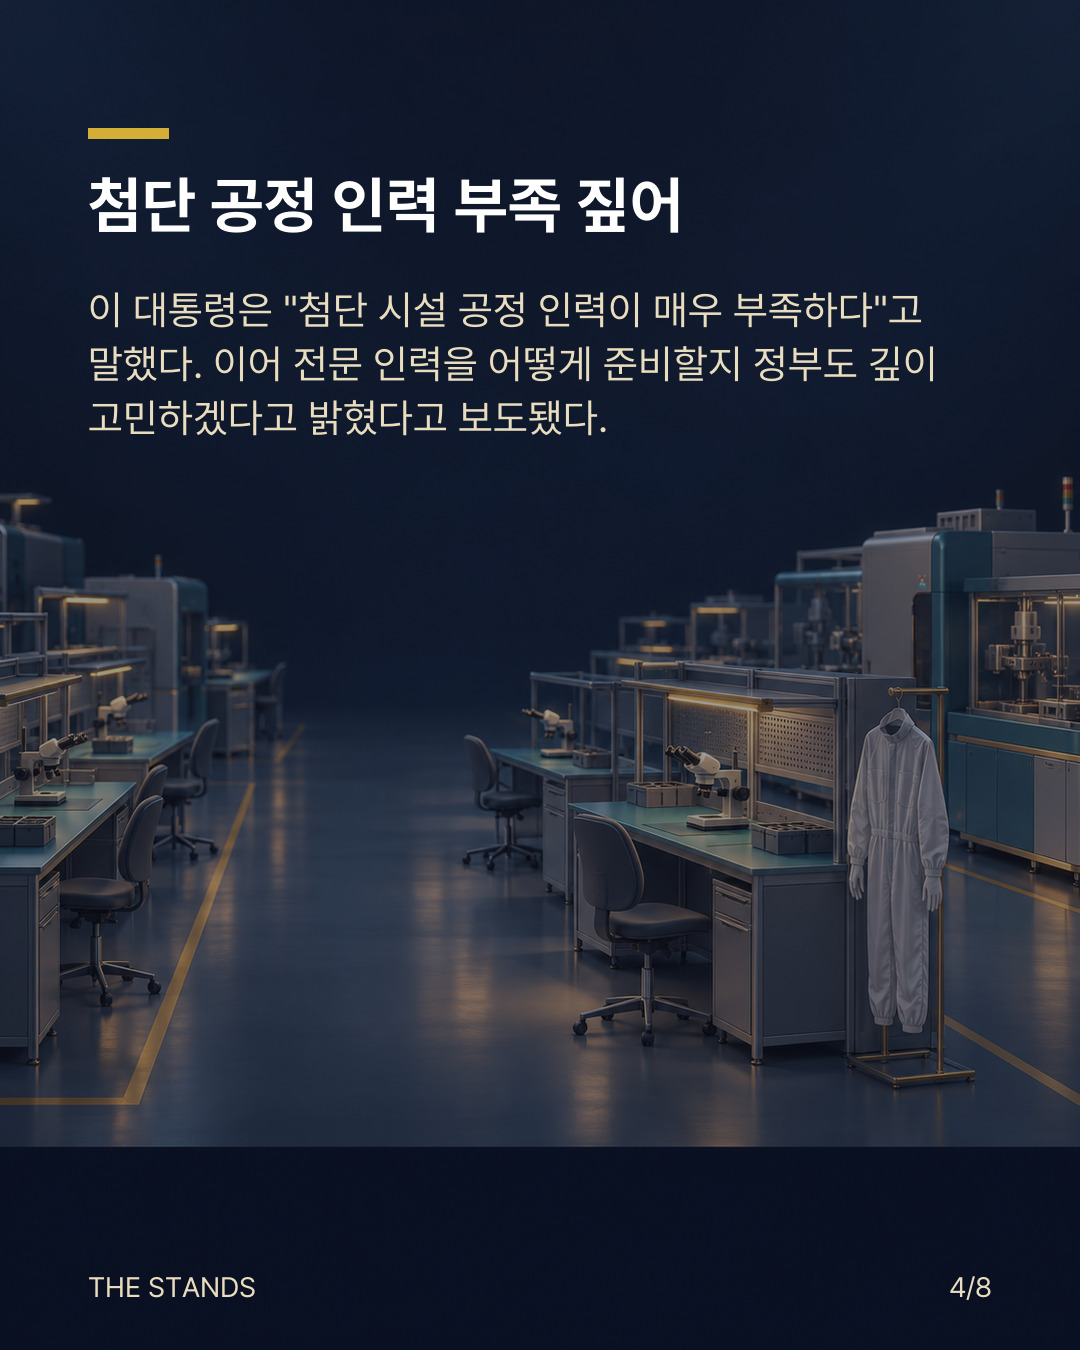 첨단 공정 인력 부족 짚어
이 대통령은 "첨단 시설 공정 인력이 매우 부족하다"고
말했다. 이어 전문 인력을 어떻게 준비할지 정부도 깊이
고민하겠다고 밝혔다고 보도됐다.
THE STANDS
4/8